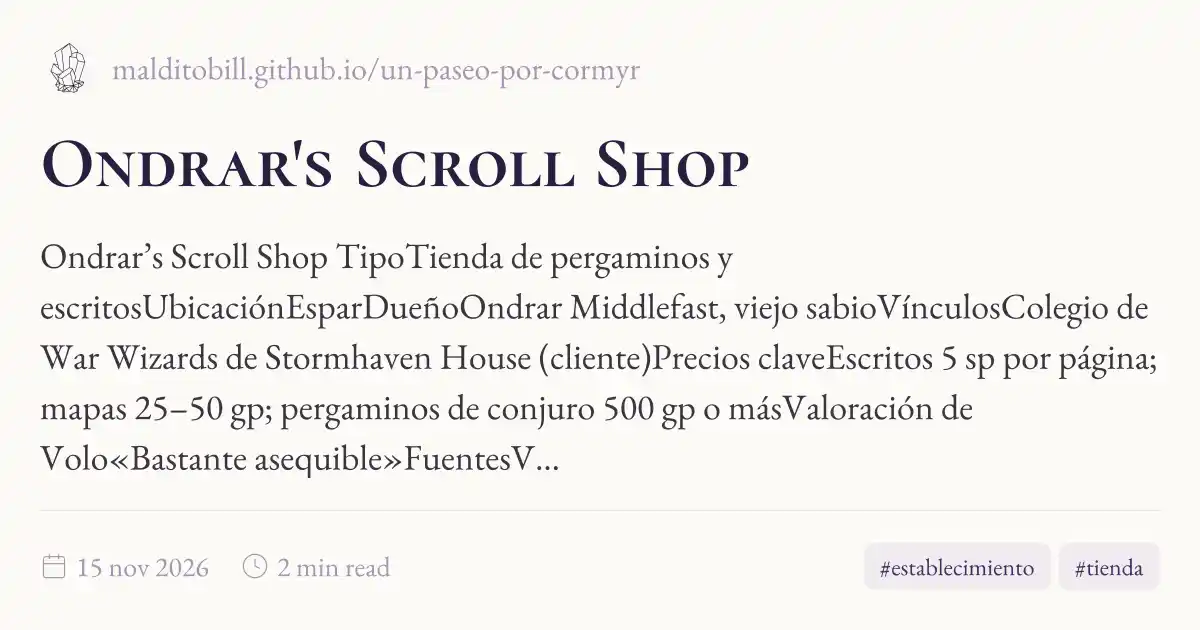 malditobill.github.io/un-paseo-por-cormyr
Ondrar's Scroll Shop
Ondrar’s Scroll Shop TipoTienda de pergaminos y
escritosUbicaciónEsparDueñoOndrar Middlefast, viejo sabioVínculosColegio de
War Wizards de Stormhaven House (cliente)Precios claveEscritos 5 sp por página;
mapas 25–50 gp; pergaminos de conjuro 500 gp o másValoración de
Volo«Bastante asequible»FuentesV...
15 nov 2026
2 min read
#establecimiento
#tienda